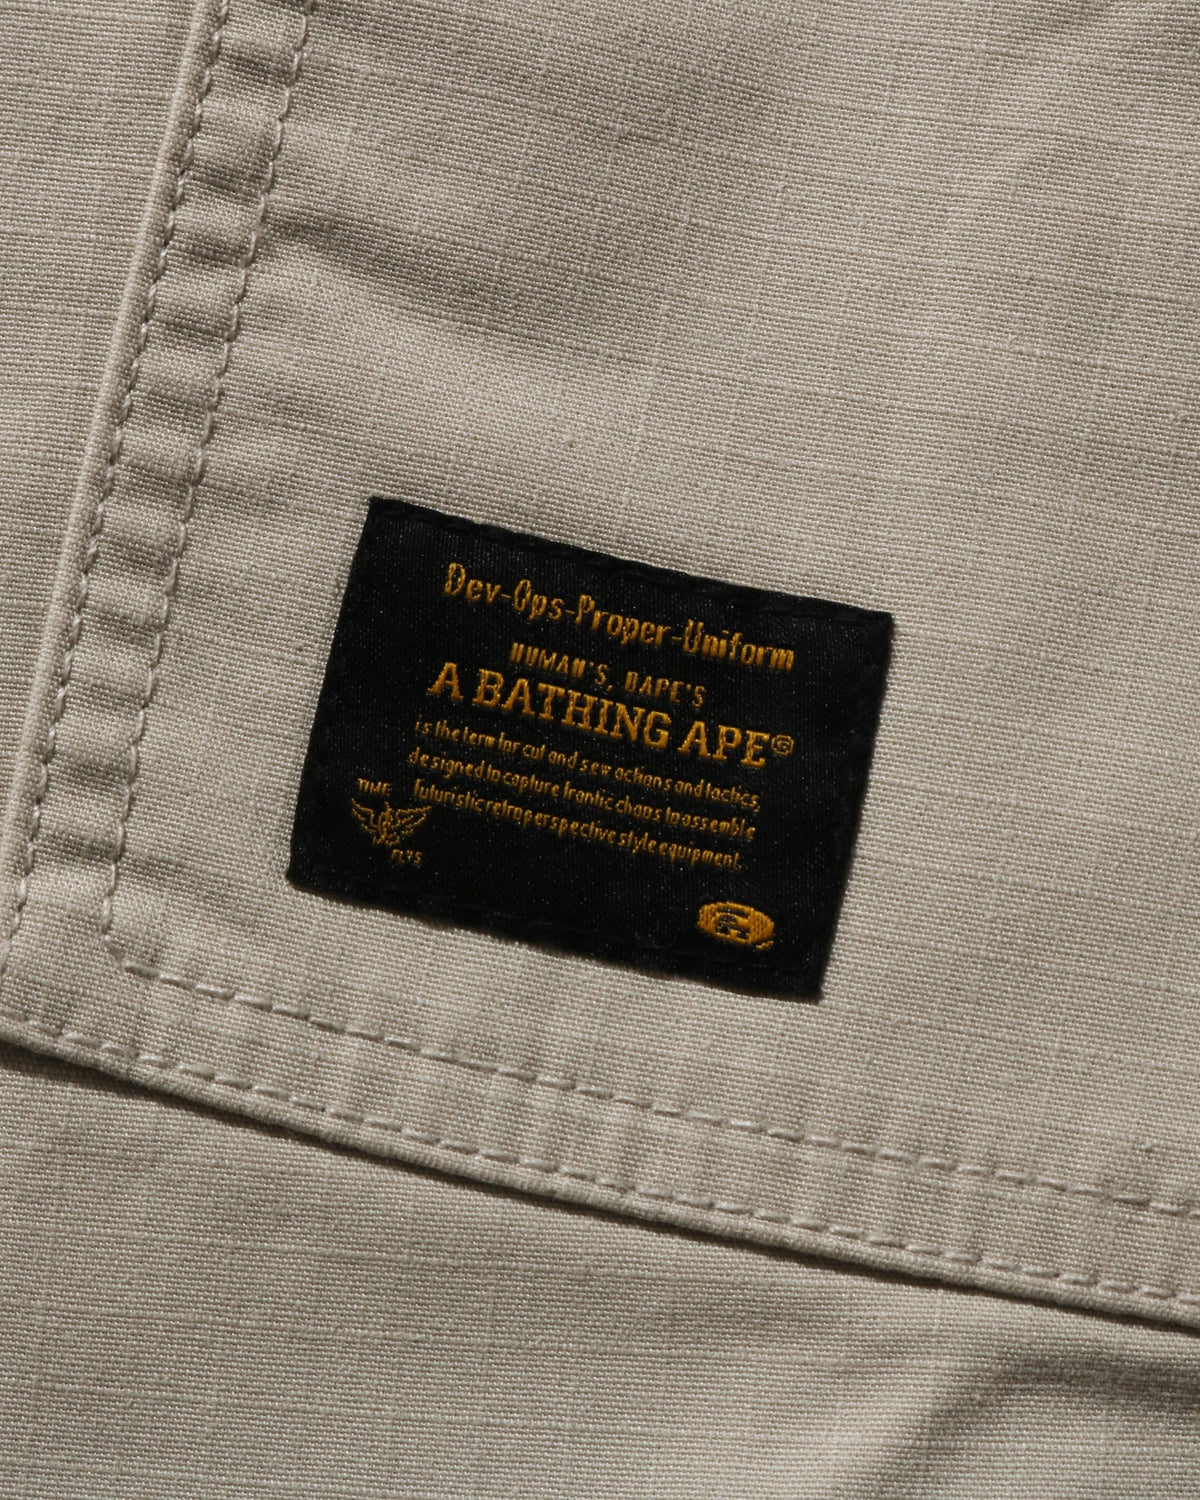 Dev-Ops-Proper-Uniform
HUMAN'S, BAPE'S
A BATHING APE®
is the term for cut and sew actions and tactics,
designed to capture frantic chaos to assemble
futuristic retroperspective style equipment.
TIME
FLYS